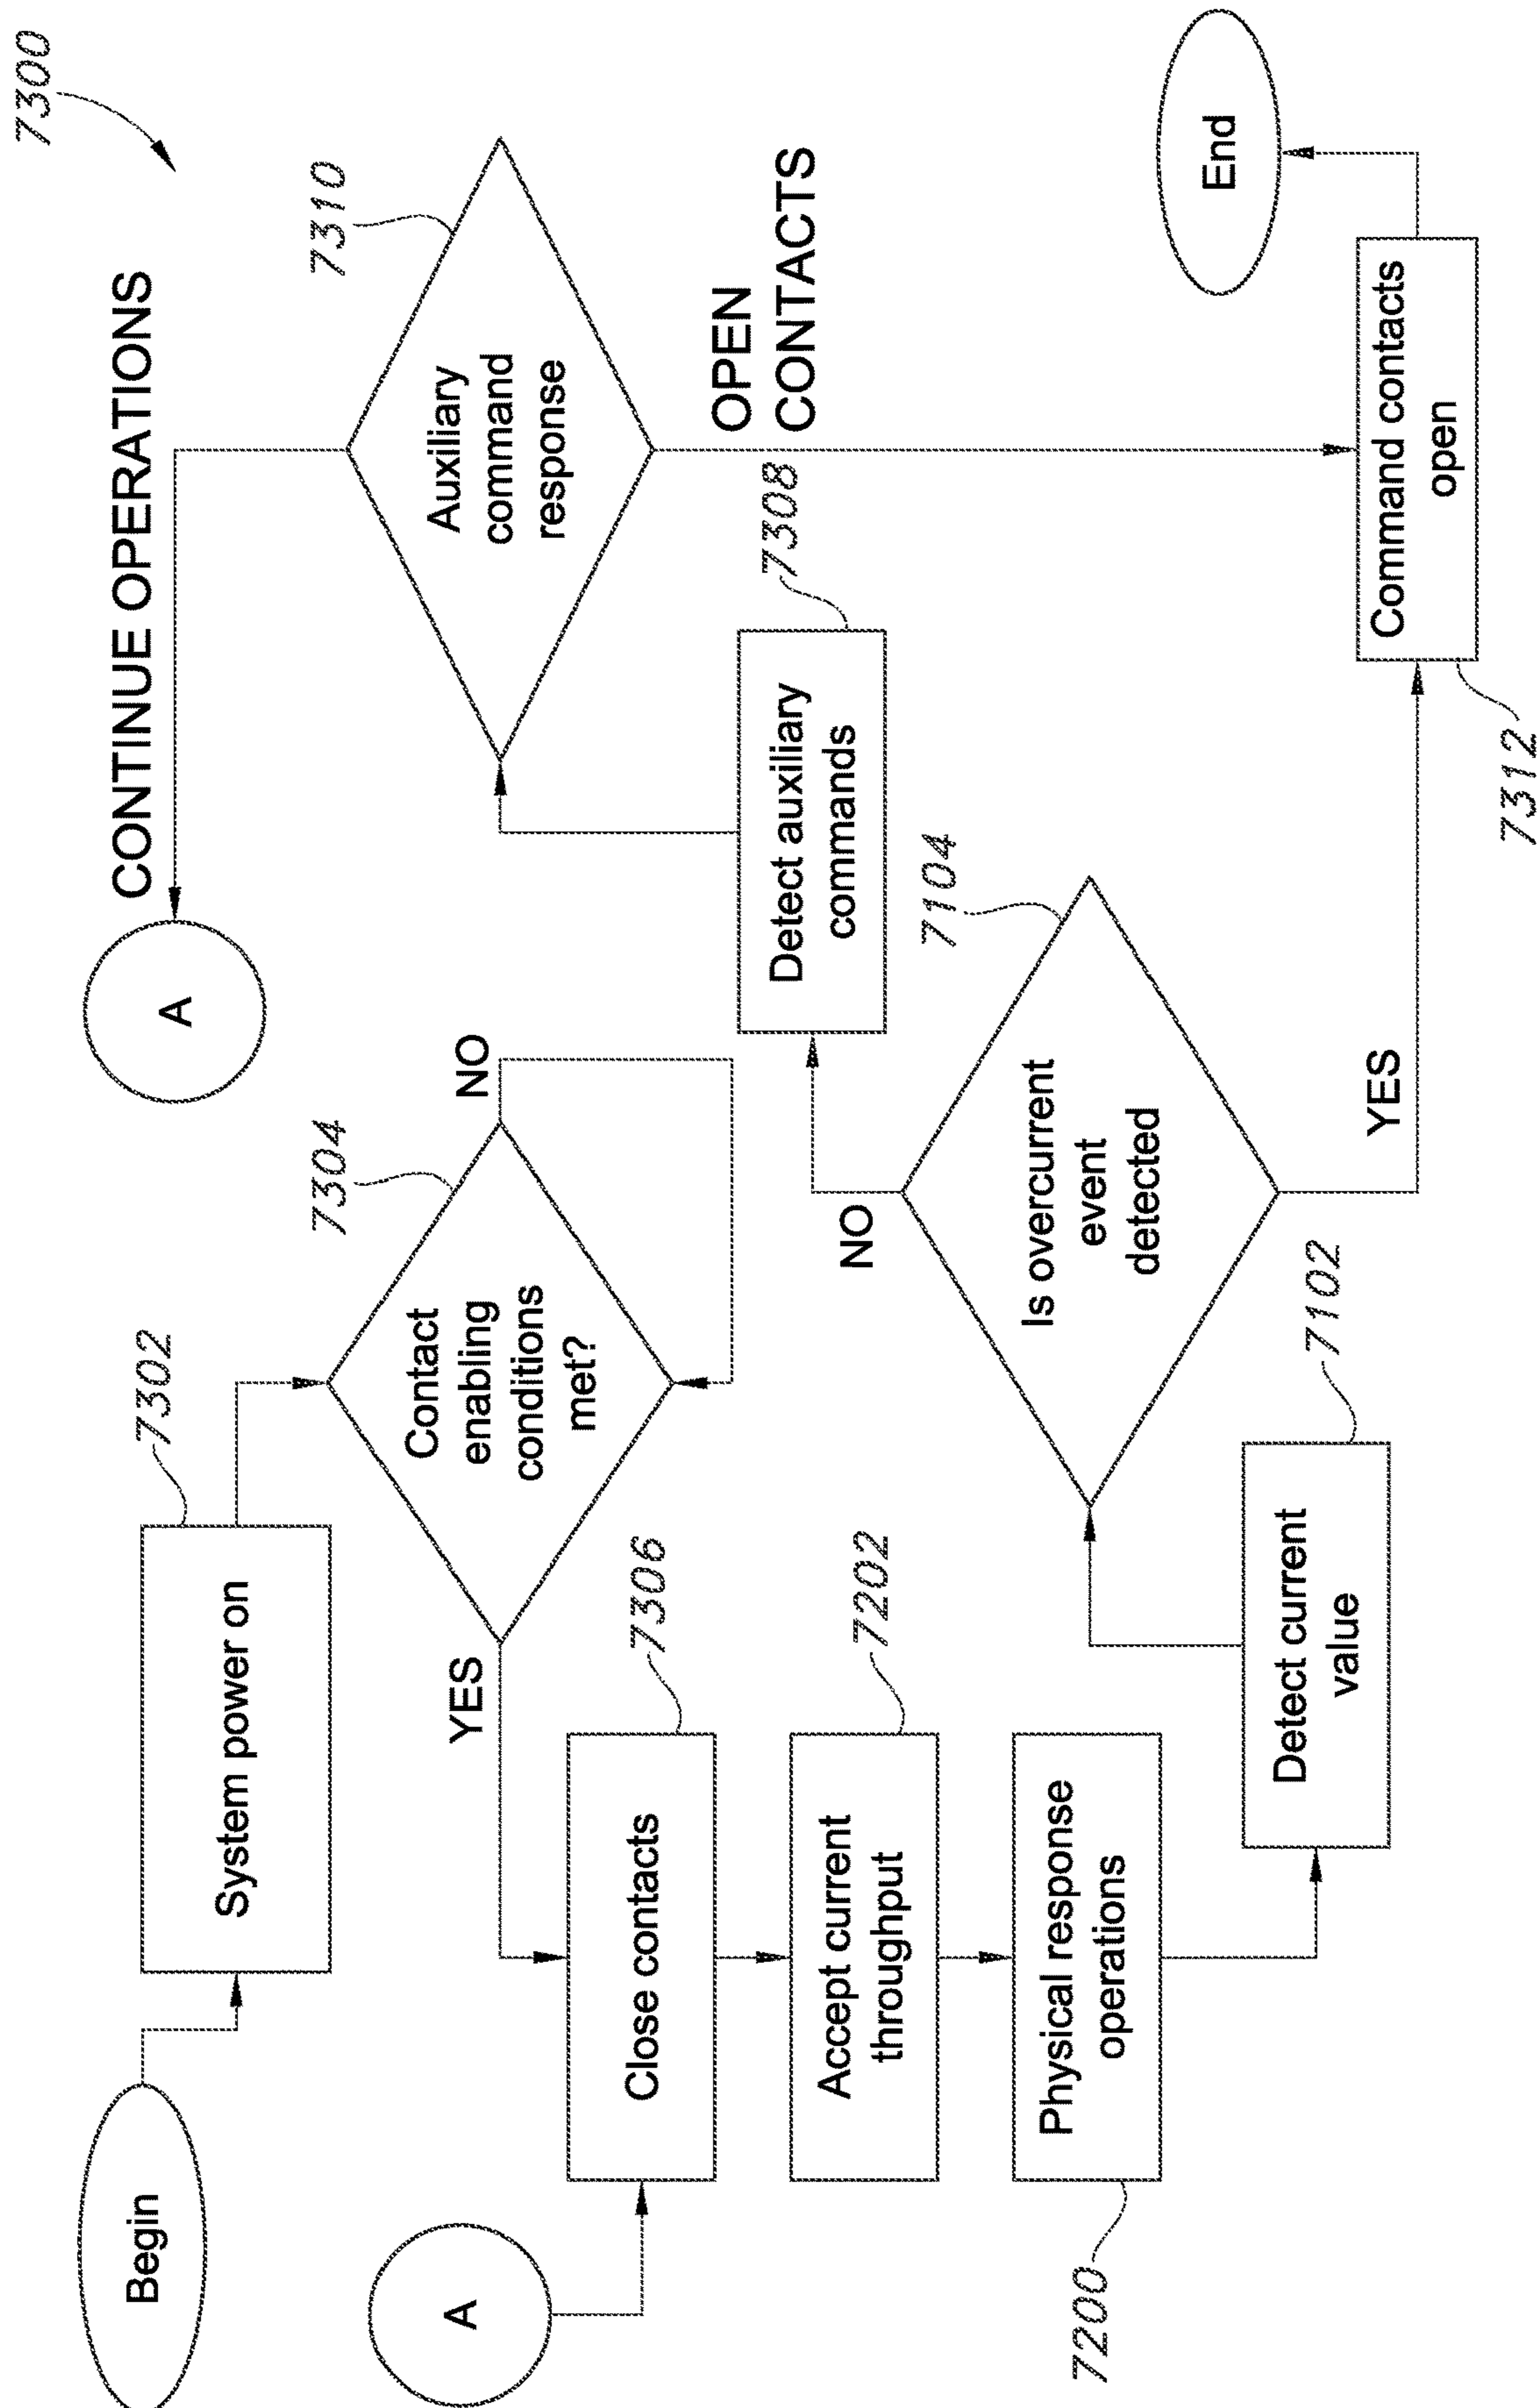 7300
Begin
System power on
7302
Contact
enabling
conditions
met?
7304
NO
YES
A
CONTINUE OPERATIONS
Auxiliary
command
response
7310
OPEN
CONTACTS
A
Close contacts
7306
Accept current
throughput
7202
Physical response
operations
7200
Detect current
value
7102
Is overcurrent
event
detected
7104
NO
YES
Detect auxiliary
commands
7308
Command contacts
open
7312
End